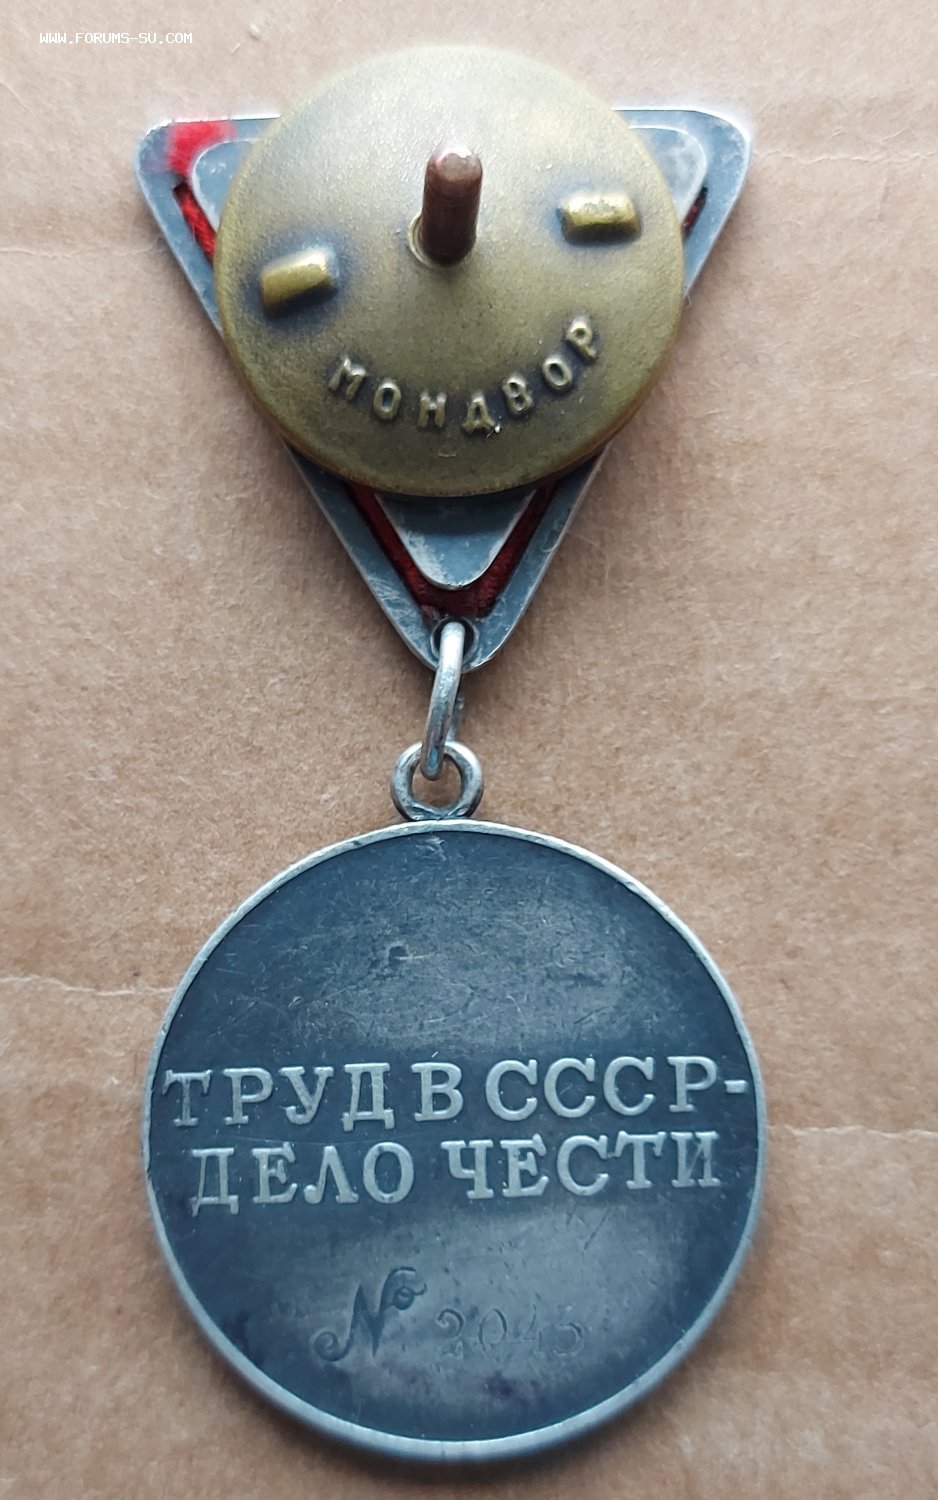 WWW.FORUMS-SU.COM
МОНДВОР
ТРУД В СССР-
ДЕЛО ЧЕСТИ
№ 2043